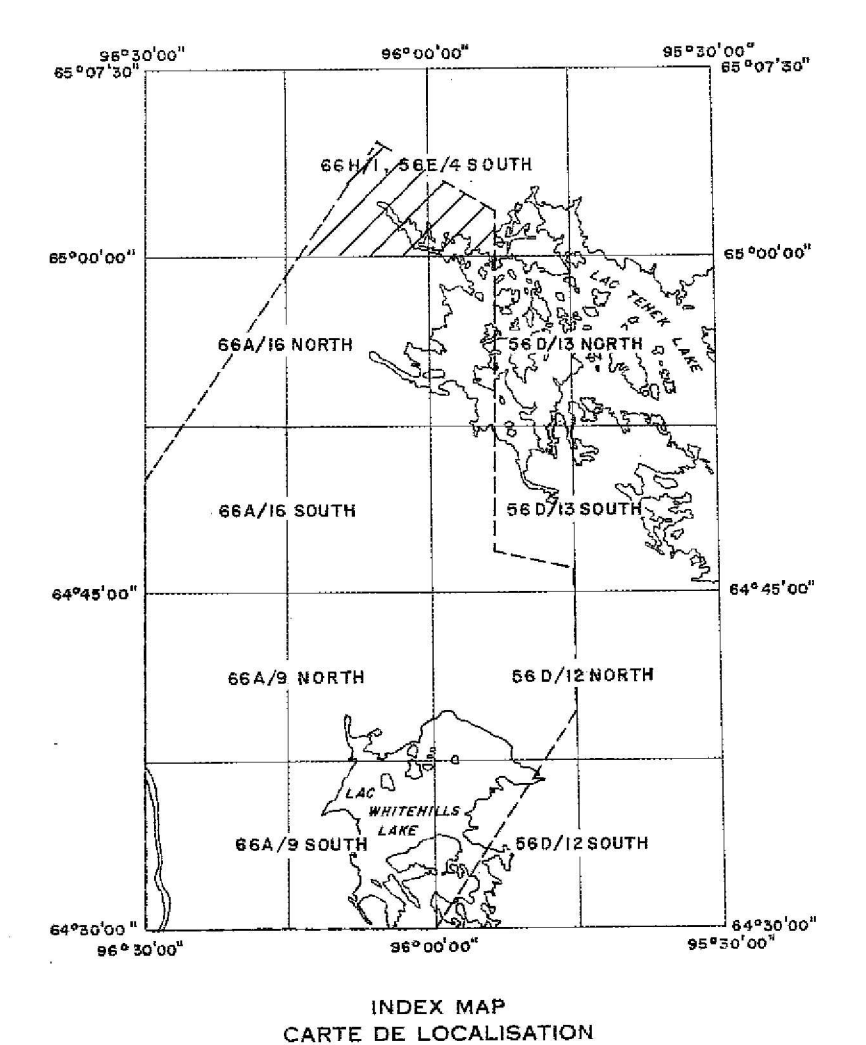 96°30'00" 96°00'00" 95°30'00"
65°07'30" 65°07'30"
66H/1, 56E/4 SOUTH
65°00'00" 65°00'00"
LAC TEHEK LAKE
66A/16 NORTH 56D/13 NORTH
66A/16 SOUTH 56D/13 SOUTH
64°45'00" 64°45'00"
66A/9 NORTH 56D/12 NORTH
LAC
WHITEHILLS
LAKE
66A/9 SOUTH 56D/12 SOUTH
64°30'00" 64°30'00"
96°30'00" 96°00'00" 95°30'00"
INDEX MAP
CARTE DE LOCALISATION